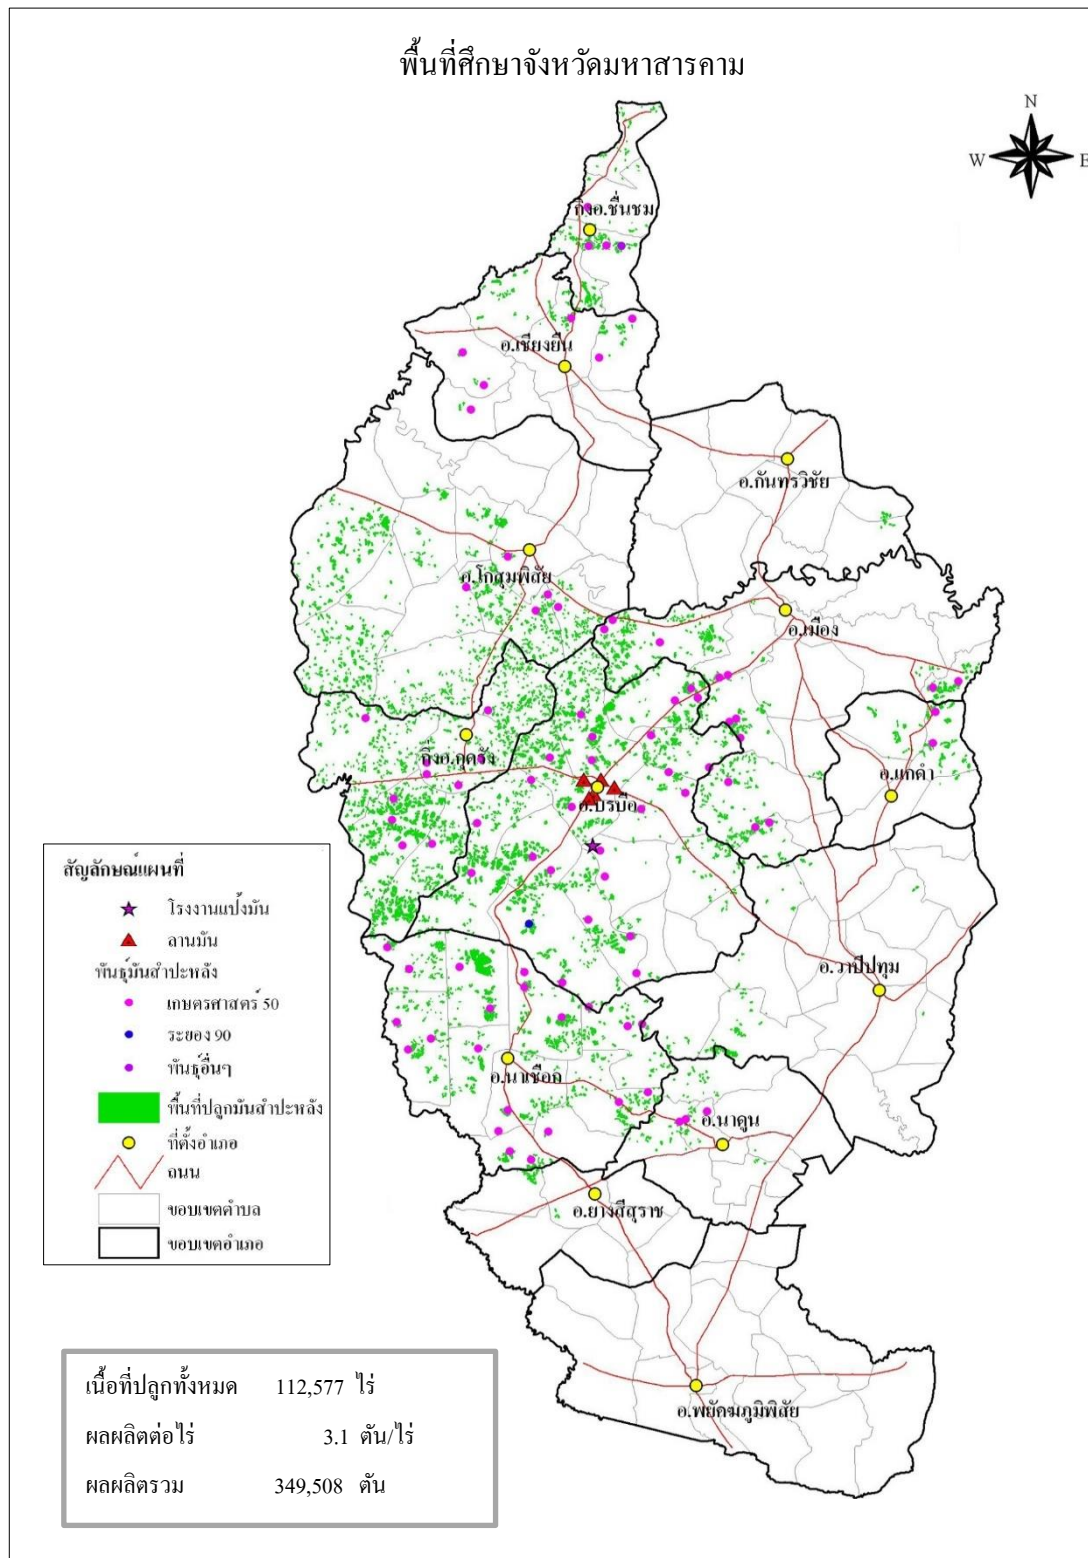 พื้นที่ศึกษาจังหวัดมหาสารคาม
N
W
E
กิ่งอ.ชื่นชม
อ.เชียงยืน
อ.กันทรวิชัย
อ.โกสุมพิสัย
อ.เมือง
กิ่งอ.กุดรัง
อ.แกดำ
อ.บรบือ
สัญลักษณ์แผนที่
โรงงานแป้งมัน
ลานมัน
พันธุ์มันสำปะหลัง
เกษตรศาสตร์ 50
ระยอง 90
พันธุ์อื่นๆ
พื้นที่ปลูกมันสำปะหลัง
ที่ตั้งอำเภอ
ถนน
ขอบเขตตำบล
ขอบเขตอำเภอ
อ.วาปีปทุม
อ.นาเชือก
อ.นาดูน
อ.ยางสีสุราช
อ.พยัคฆภูมิพิสัย
เนื้อที่ปลูกทั้งหมด 112,577 ไร่
ผลผลิตต่อไร่ 3.1 ตัน/ไร่
ผลผลิตรวม 349,508 ตัน